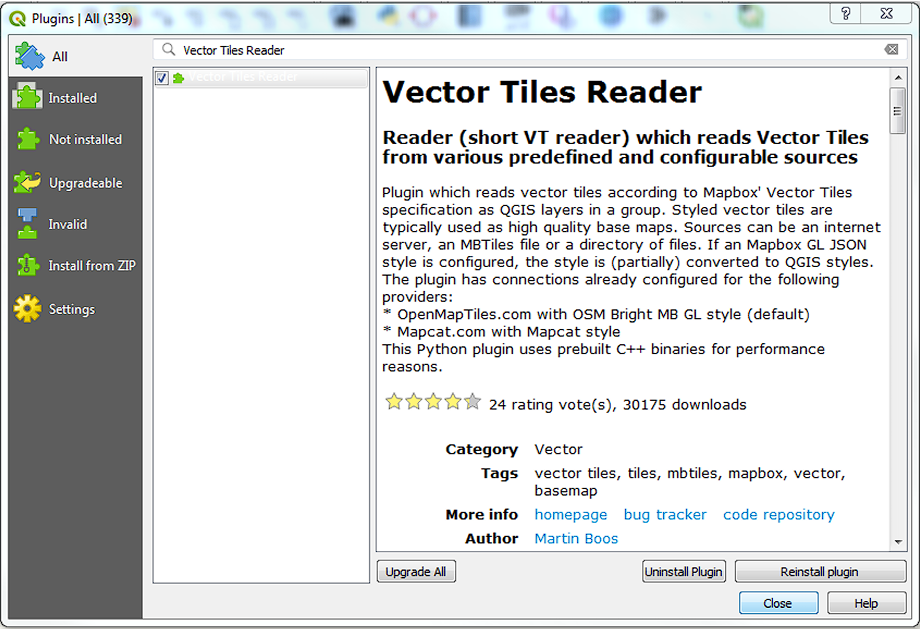 Plugins | All (339)
?
All
Installed
Not installed
Upgradeable
Invalid
Install from ZIP
Settings
Vector Tiles Reader
Vector Tiles Reader
Vector Tiles Reader
Reader (short VT reader) which reads Vector Tiles
from various predefined and configurable sources
Plugin which reads vector tiles according to Mapbox' Vector Tiles
specification as QGIS layers in a group. Styled vector tiles are
typically used as high quality base maps. Sources can be an internet
server, an MBTiles file or a directory of files. If an Mapbox GL JSON
style is configured, the style is (partially) converted to QGIS styles.
The plugin has connections already configured for the following
providers:
* OpenMapTiles.com with OSM Bright MB GL style (default)
* Mapcat.com with Mapcat style
This Python plugin uses prebuilt C++ binaries for performance
reasons.
24 rating vote(s), 30175 downloads
Category Vector
Tags vector tiles, tiles, mbtiles, mapbox, vector,
basemap
More info homepage bug tracker code repository
Author Martin Boos
Upgrade All Uninstall Plugin Reinstall plugin
Close Help